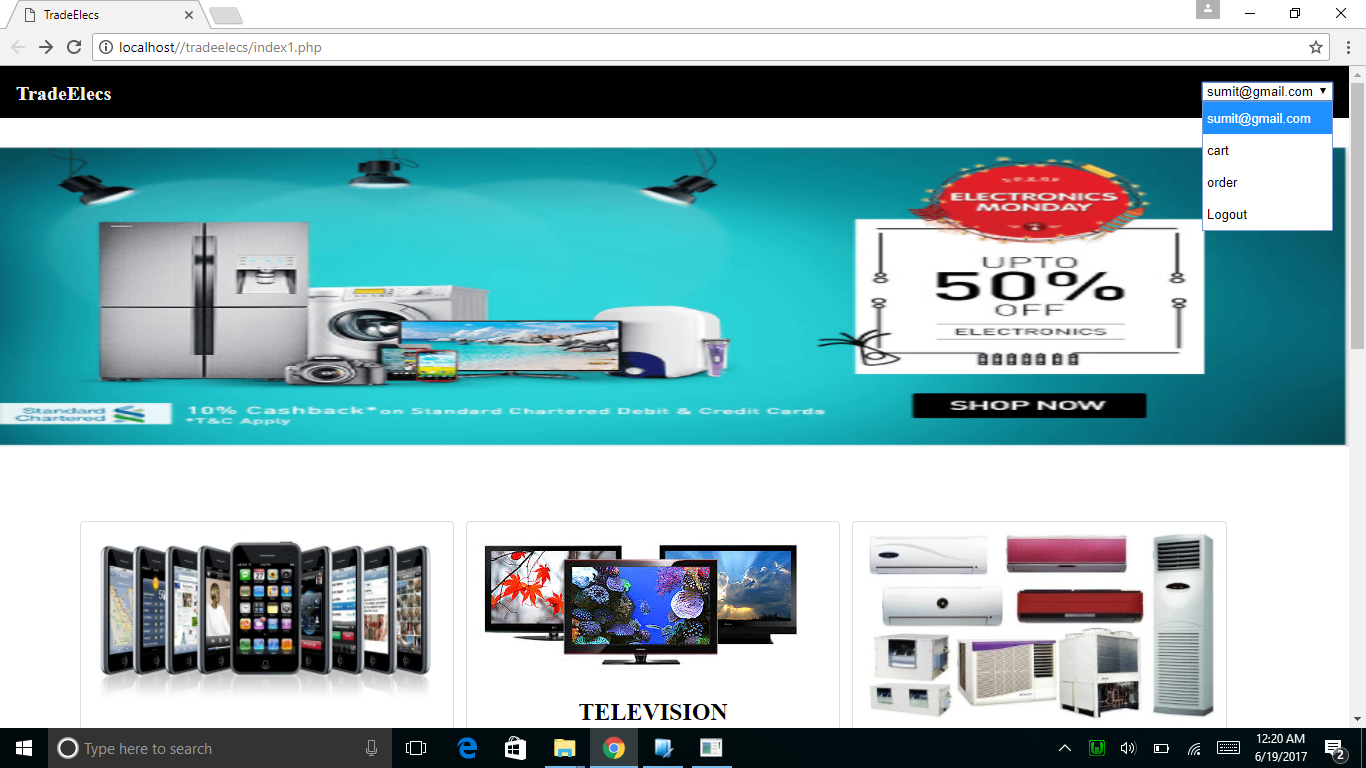 TradeElecs
localhost//tradeelecs/index1.php
TradeElecs
sumit@gmail.com
sumit@gmail.com
cart
order
Logout
ELECTRONICS
MONDAY
UPTO
50%
OFF
ELECTRONICS
SHOP NOW
Standard
Chartered
10% Cashback* on Standard Chartered Debit & Credit Cards
*T&C Apply
TELEVISION
Type here to search
12:20 AM
6/19/2017
2